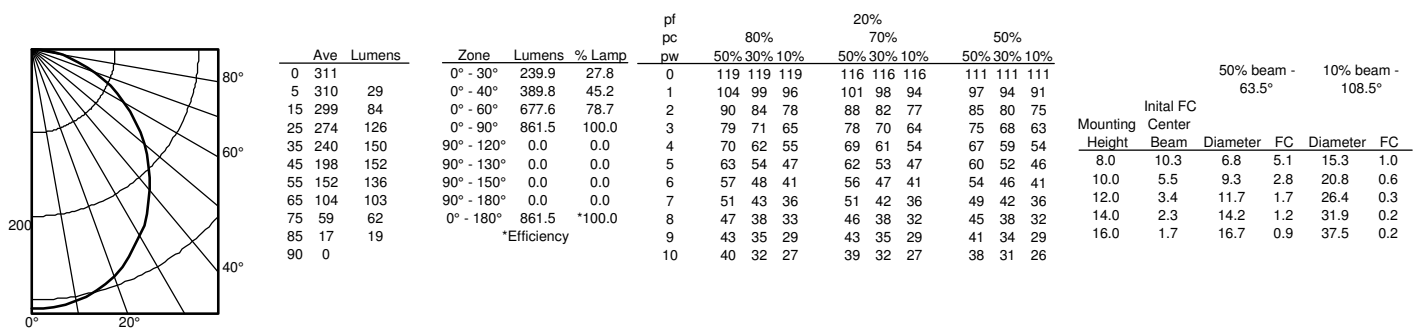 80°
60°
40°
200
0° 20°
Ave Lumens
0 311
5 310 29
15 299 84
25 274 126
35 240 150
45 198 152
55 152 136
65 104 103
75 59 62
85 17 19
90 0
Zone Lumens % Lamp
0° - 30° 239.9 27.8
0° - 40° 389.8 45.2
0° - 60° 677.6 78.7
0° - 90° 861.5 100.0
90° - 120° 0.0 0.0
90° - 130° 0.0 0.0
90° - 150° 0.0 0.0
90° - 180° 0.0 0.0
0° - 180° 861.5 *100.0
*Efficiency
pf 20%
pc 80% 70% 50%
pw 50% 30% 10% 50% 30% 10% 50% 30% 10%
0 119 119 119 116 116 116 111 111 111
1 104 99 96 101 98 94 97 94 91
2 90 84 78 88 82 77 85 80 75
3 79 71 65 78 70 64 75 68 63
4 70 62 55 69 61 54 67 59 54
5 63 54 47 62 53 47 60 52 46
6 57 48 41 56 47 41 54 46 41
7 51 43 36 51 42 36 49 42 36
8 47 38 33 46 38 32 45 38 32
9 43 35 29 43 35 29 41 34 29
10 40 32 27 39 32 27 38 31 26
50% beam - 10% beam -
63.5° 108.5°
Inital FC
Mounting Center
Height Beam Diameter FC Diameter FC
8.0 10.3 6.8 5.1 15.3 1.0
10.0 5.5 9.3 2.8 20.8 0.6
12.0 3.4 11.7 1.7 26.4 0.3
14.0 2.3 14.2 1.2 31.9 0.2
16.0 1.7 16.7 0.9 37.5 0.2